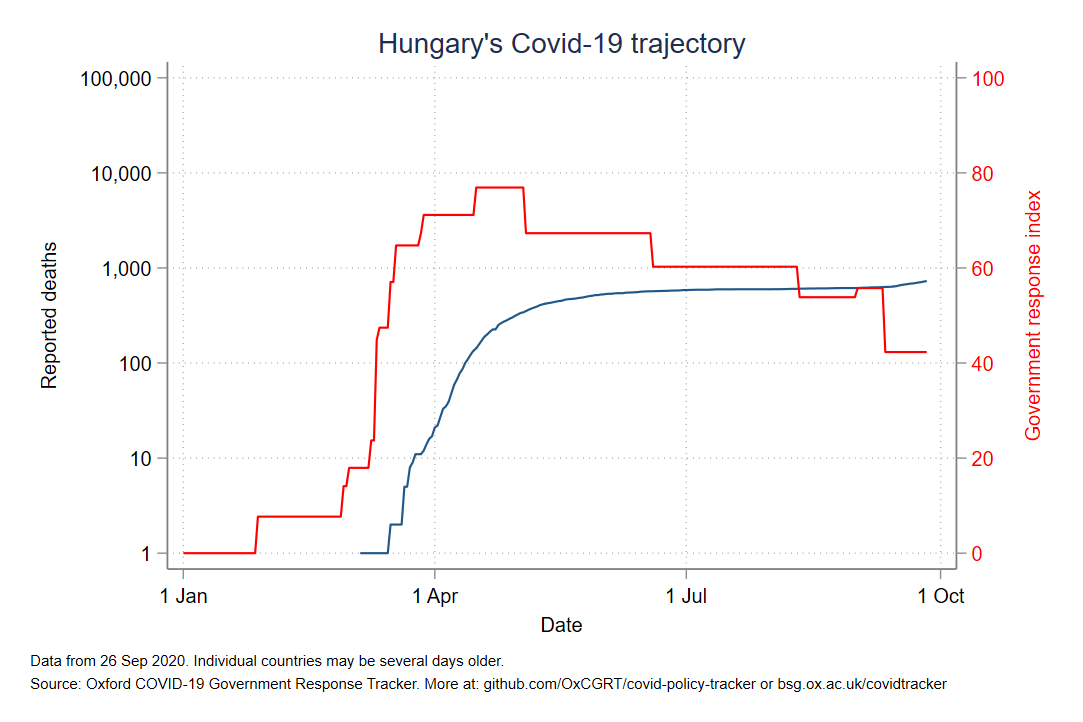 Hungary's Covid-19 trajectory
100,000
10,000
1,000
100
10
1
Reported deaths
100
80
60
40
20
0
Government response index
1 Jan
1 Apr
1 Jul
1 Oct
Date
Data from 26 Sep 2020. Individual countries may be several days older.
Source: Oxford COVID-19 Government Response Tracker. More at: github.com/OxCGRT/covid-policy-tracker or bsg.ox.ac.uk/covidtracker